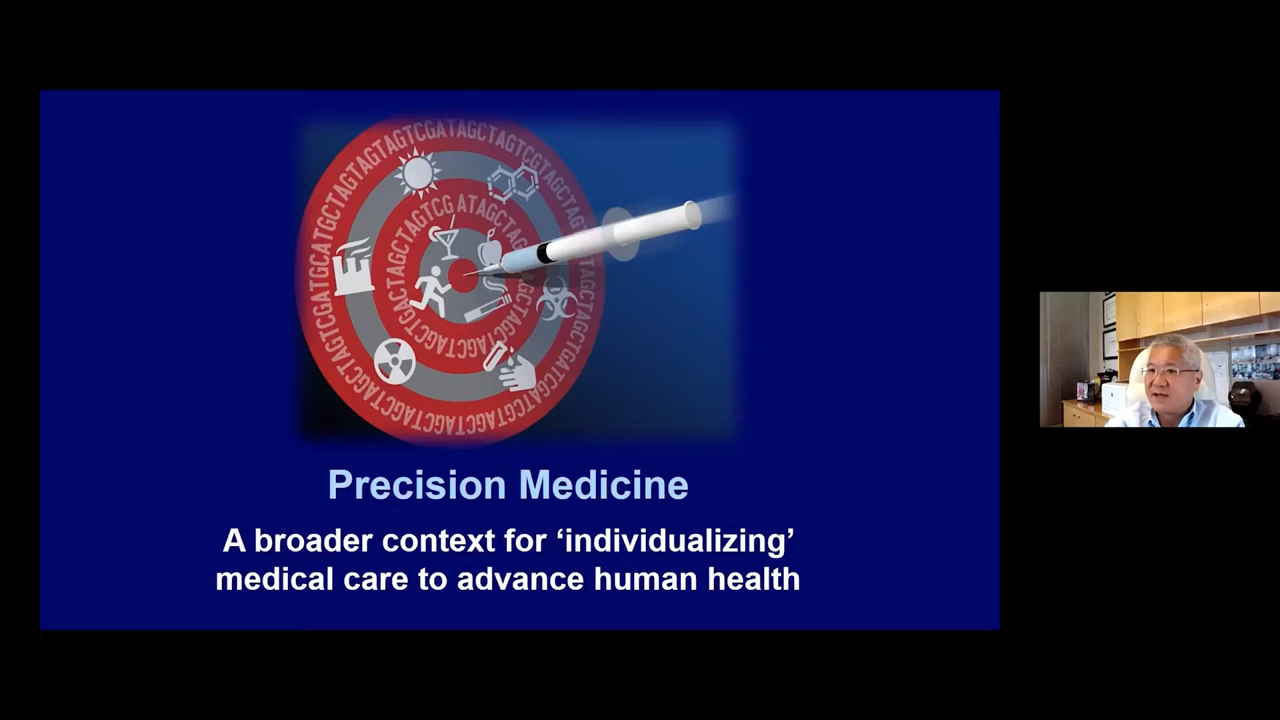 Precision Medicine
A broader context for ‘individualizing’
medical care to advance human health